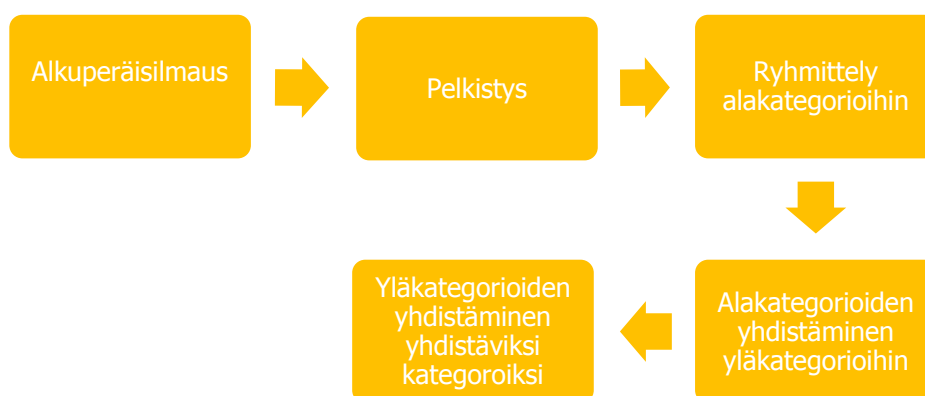 Alkuperäisilmaus
Pelkistys
Ryhmittely
alakategorioihin
Alakategorioiden
yhdistäminen
yläkategorioihin
Yläkategorioiden
yhdistäminen
yhdistäviksi
kategoroiksi